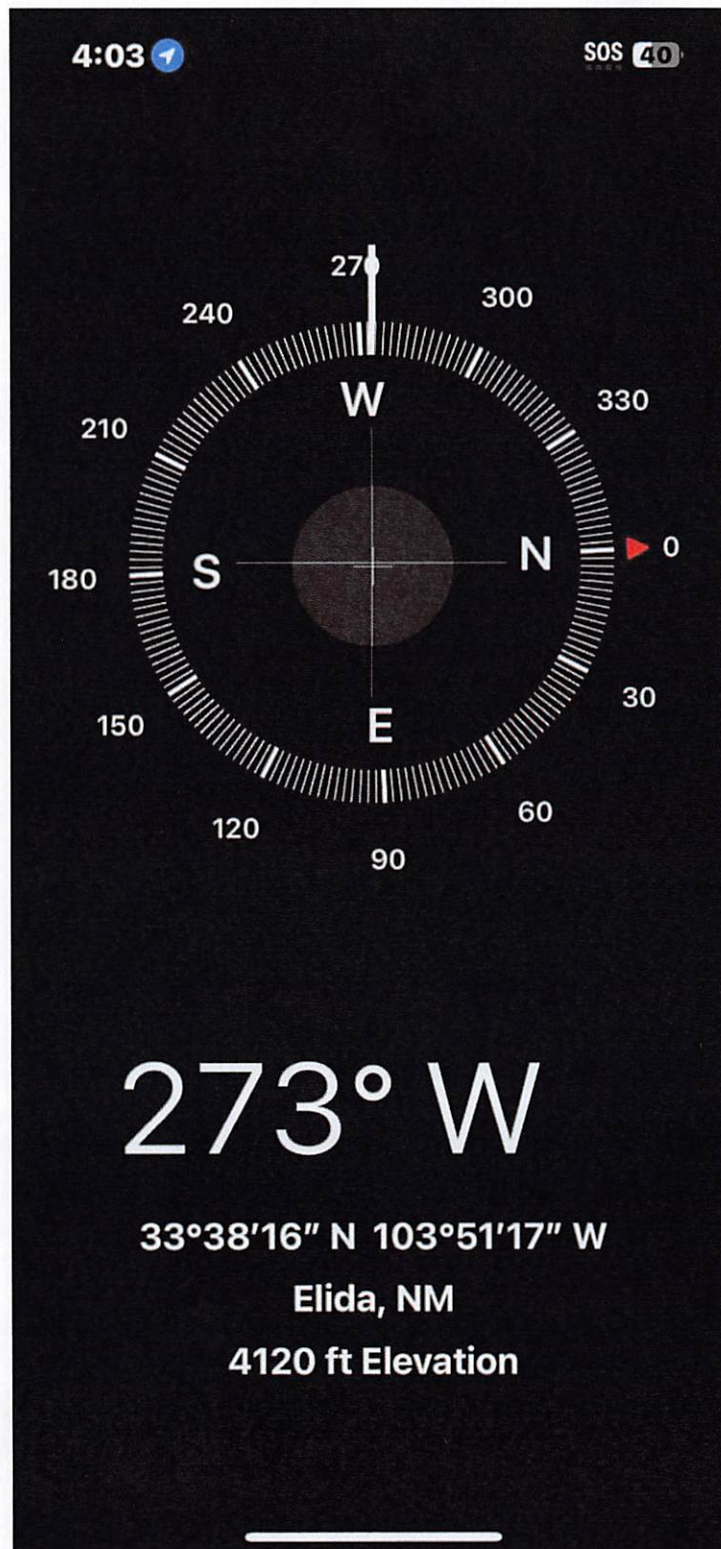 4:03 SOS 40
270
240 300
210 330
W
S N
180 0
E
150 30
120 60
90
273° W
33°38′16″ N 103°51′17″ W
Elida, NM
4120 ft Elevation